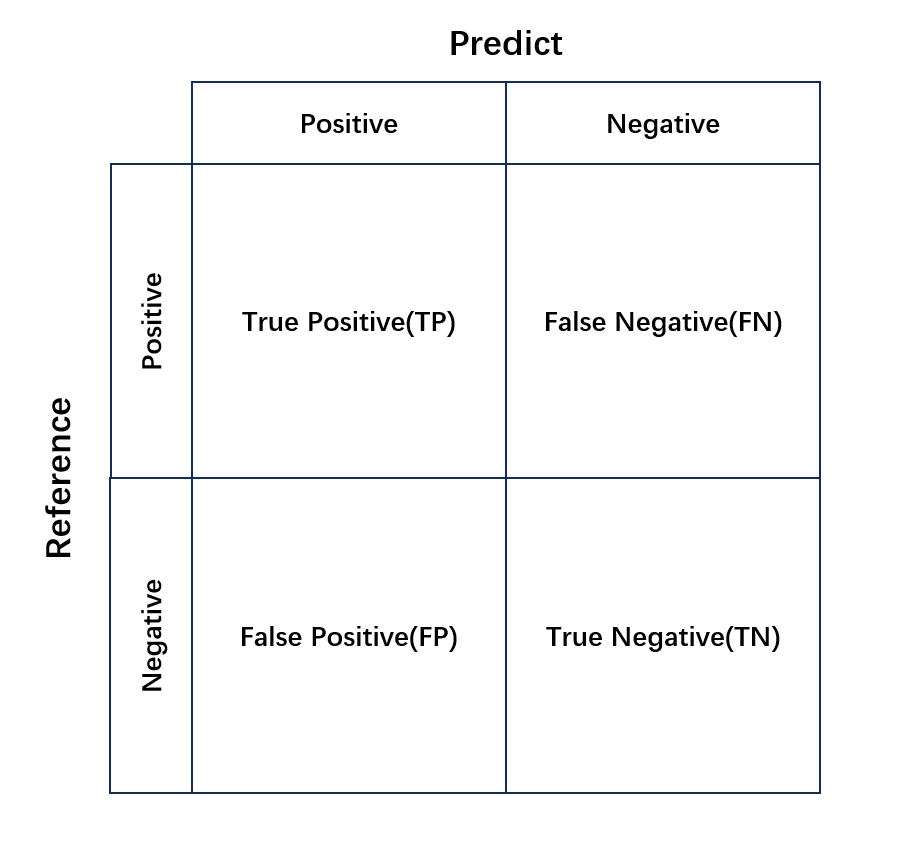 Predict
Positive
Negative
Reference
Positive
True Positive(TP)
False Negative(FN)
Negative
False Positive(FP)
True Negative(TN)